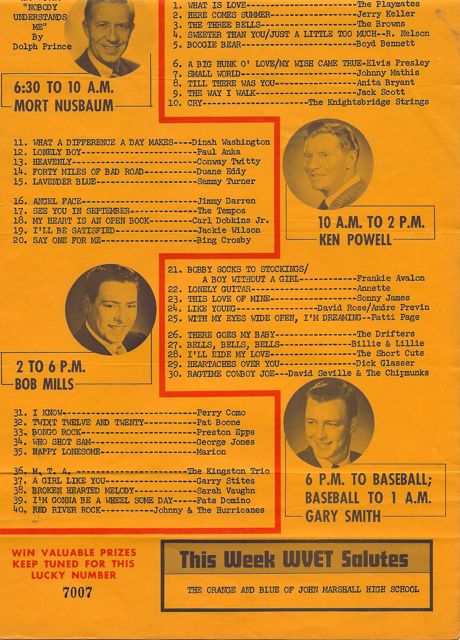 "NOBODY
UNDERSTANDS
ME"
By
Dolph Prince
6:30 TO 10 A.M.
MORT NUSBAUM
1. WHAT IS LOVE------------------------The Playmates
2. HERE COMES SUMMER-------------------Jerry Keller
3. THE THREE BELLS---------------------The Browns
4. SWEETER THAN YOU/JUST A LITTLE TOO MUCH--R. Nelson
5. BOOGIE BEAR-------------------------Boyd Bennett
6. A BIG HUNK O' LOVE/MY WISH CAME TRUE-Elvis Presley
7. SMALL WORLD-------------------------Johnny Mathis
8. TILL THERE WAS YOU------------------Anita Bryant
9. THE WAY I WALK----------------------Jack Scott
10. CRY-----------------------The Knightsbridge Strings
11. WHAT A DIFFERENCE A DAY MAKES----Dinah Washington
12. LONELY BOY------------------------Paul Anka
13. HEAVENLY--------------------------Conway Twitty
14. FORTY MILES OF BAD ROAD-----------Duane Eddy
15. LAVENDER BLUE---------------------Sammy Turner
16. ANGEL FACE------------------------Jimmy Darren
17. SEE YOU IN SEPTEMBER--------------The Tempos
18. MY HEART IS AN OPEN BOOK-------Carl Dobkins Jr.
19. I'LL BE SATISFIED-----------------Jackie Wilson
20. SAY ONE FOR ME--------------------Bing Crosby
10 A.M. TO 2 P.M.
KEN POWELL
21. BOBBY SOCKS TO STOCKINGS/
A BOY WITHOUT A GIRL-----------Frankie Avalon
22. LONELY GUITAR---------------------Annette
23. THIS LOVE OF MINE-----------------Sonny James
24. LIKE YOUNG---------------David Rose/Andre Previn
25. WITH MY EYES WIDE OPEN, I'M DREAMING--Patti Page
26. THERE GOES MY BABY----------------The Drifters
27. BELLS, BELLS, BELLS---------------Billie & Lillie
28. I'LL HIDE MY LOVE-----------------The Short Cuts
29. HEARTACHES OVER YOU---------------Dick Glasser
30. RAGTIME COWBOY JOE---David Seville & The Chipmunks
2 TO 6 P.M.
BOB MILLS
31. I KNOW----------------------------Perry Como
32. TWIXT TWELVE AND TWENTY-----------Pat Boone
33. BONGO ROCK------------------------Preston Epps
34. WHO SHOT SAM----------------------George Jones
35. HAPPY LONESOME--------------------Marion
36. M. T. A.--------------------------The Kingston Trio
37. A GIRL LIKE YOU-------------------Garry Stites
38. BROKEN HEARTED MELODY-------------Sarah Vaughn
39. I'M GONNA BE A WHEEL SOME DAY-----Fats Domino
40. RED RIVER ROCK----------Johnny & The Hurricanes
6 P.M. TO BASEBALL;
BASEBALL TO 1 A.M.
GARY SMITH
WIN VALUABLE PRIZES
KEEP TUNED FOR THIS
LUCKY NUMBER
7007
This Week WVET Salutes
THE ORANGE AND BLUE OF JOHN MARSHALL HIGH SCHOOL